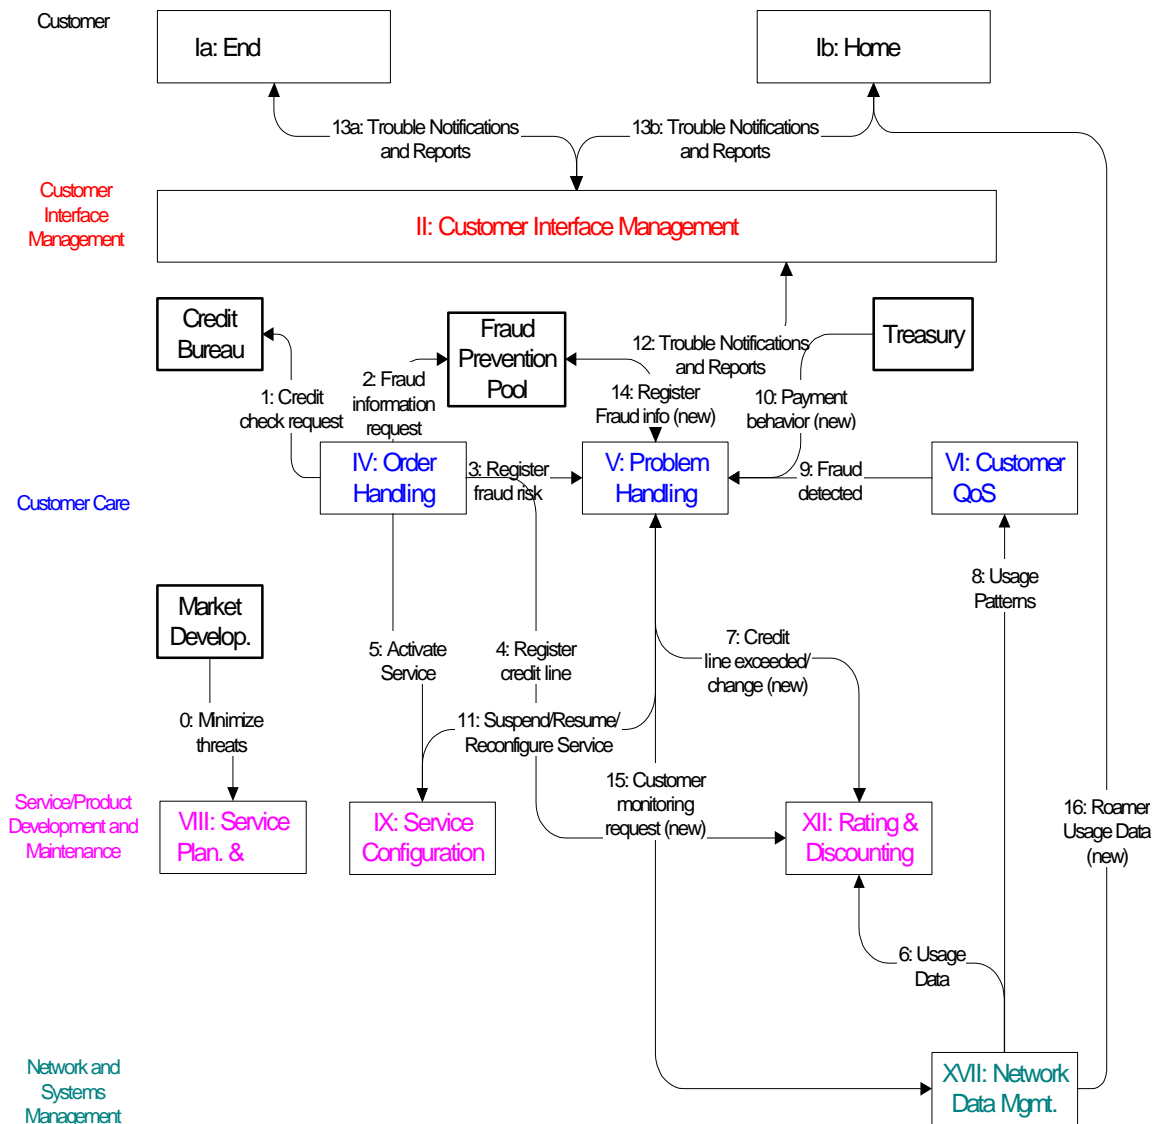 Customer
Ia: End
Ib: Home
13a: Trouble Notifications
and Reports
13b: Trouble Notifications
and Reports
Customer
Interface
Management
II: Customer Interface Management
Credit
Bureau
Fraud
Prevention
Pool
Treasury
12: Trouble Notifications
and Reports
1: Credit
check request
2: Fraud
information
request
14: Register
Fraud info (new)
10: Payment
behavior (new)
Customer Care
IV: Order
Handling
3: Register
fraud risk
V: Problem
Handling
9: Fraud
detected
VI: Customer
QoS
8: Usage
Patterns
Market
Develop.
5: Activate
Service
4: Register
credit line
7: Credit
line exceeded/
change (new)
0: Minimize
threats
11: Suspend/Resume/
Reconfigure Service
15: Customer
monitoring
request (new)
16: Roamer
Usage Data
(new)
Service/Product
Development and
Maintenance
VIII: Service
Plan. &
IX: Service
Configuration
XII: Rating &
Discounting
6: Usage
Data
Network and
Systems
Management
XVII: Network
Data Mgmt.